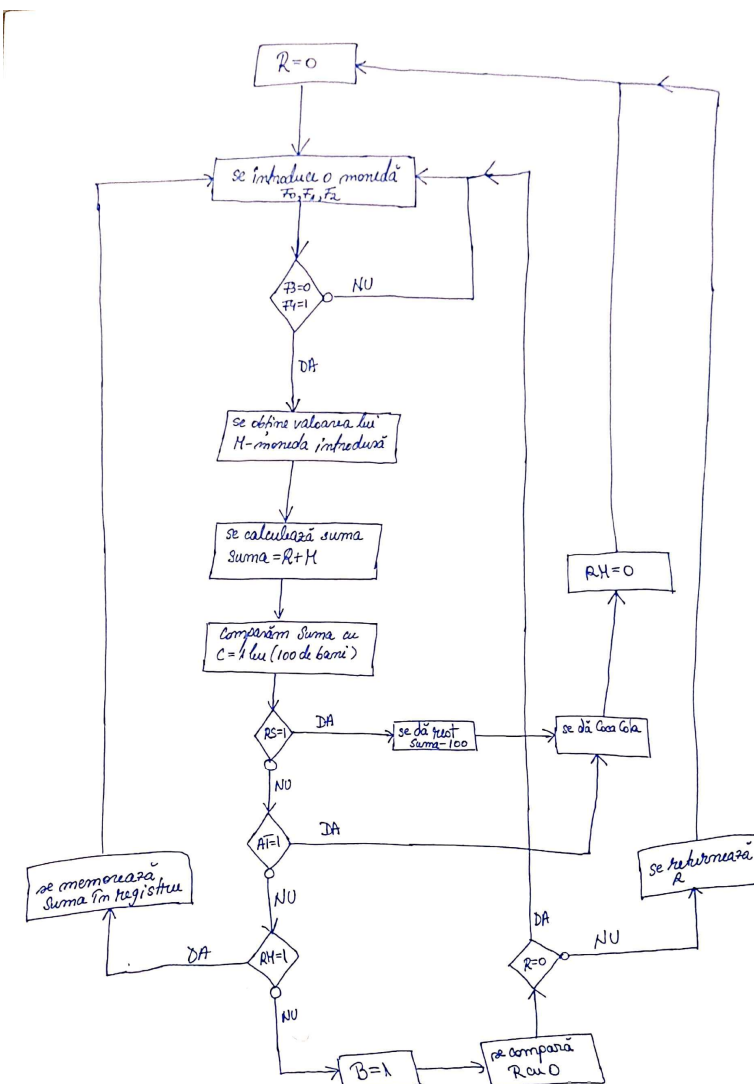 R=0
se introduce o monedă
F0, F1, F2
F3=0
F4=1
NU
DA
se obține valoarea lui
M-moneda introdusă
se calculează suma
suma = R+M
RM=0
Comparăm Suma cu
C=1 leu (100 de bani)
RS=1
DA
se dă rest
Suma-100
se dă Coca Cola
NU
AT=1
DA
se memorează
Suma în registru
se returnează
R
NU
DA
RM=1
DA
R=0
NU
NU
B=1
se compară
R cu 0